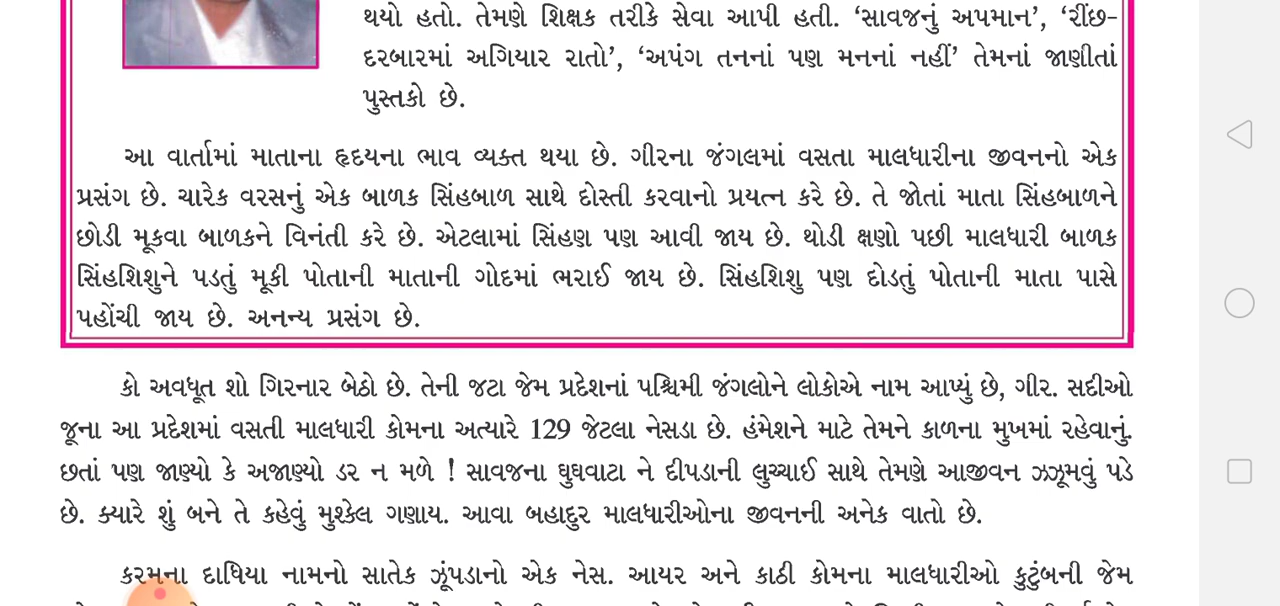 થયો હતો. તેમણે શિક્ષક તરીકે સેવા આપી હતી. ‘સાવજનું અપમાન’, ‘રીંછ-
દરબારમાં અગિયાર રાતો’, ‘અપંગ તનનાં પણ મનનાં નહીં’ તેમનાં જાણીતાં
પુસ્તકો છે.
આ વાર્તામાં માતાના હૃદયના ભાવ વ્યક્ત થયા છે. ગીરના જંગલમાં વસતા માલધારીના જીવનનો એક
પ્રસંગ છે. ચારેક વરસનું એક બાળક સિંહબાળ સાથે દોસ્તી કરવાનો પ્રયત્ન કરે છે. તે જોતાં માતા સિંહબાળને
છોડી મૂકવા બાળકને વિનંતી કરે છે. એટલામાં સિંહણ પણ આવી જાય છે. થોડી ક્ષણો પછી માલધારી બાળક
સિંહશિશુને પડતું મૂકી પોતાની માતાની ગોદમાં ભરાઈ જાય છે. સિંહશિશુ પણ દોડતું પોતાની માતા પાસે
પહોંચી જાય છે. અનન્ય પ્રસંગ છે.
કો અવધૂત શો ગિરનાર બેઠો છે. તેની જટા જેમ પ્રદેશનાં પશ્ચિમી જંગલોને લોકોએ નામ આપ્યું છે, ગીર. સદીઓ
જૂના આ પ્રદેશમાં વસતી માલધારી કોમના અત્યારે 129 જેટલા નેસડા છે. હંમેશને માટે તેમને કાળના મુખમાં રહેવાનું.
છતાં પણ જાણ્યો કે અજાણ્યો ડર ન મળે ! સાવજના ઘુઘવાટા ને દીપડાની લુચ્ચાઈ સાથે તેમણે આજીવન ઝઝૂમવું પડે
છે. ક્યારે શું બને તે કહેવું મુશ્કેલ ગણાય. આવા બહાદુર માલધારીઓના જીવનની અનેક વાતો છે.
કરમના દાધિયા નામનો સાતેક ઝૂંપડાનો એક નેસ. આયર અને કાઠી કોમના માલધારીઓ કુટુંબની જેમ